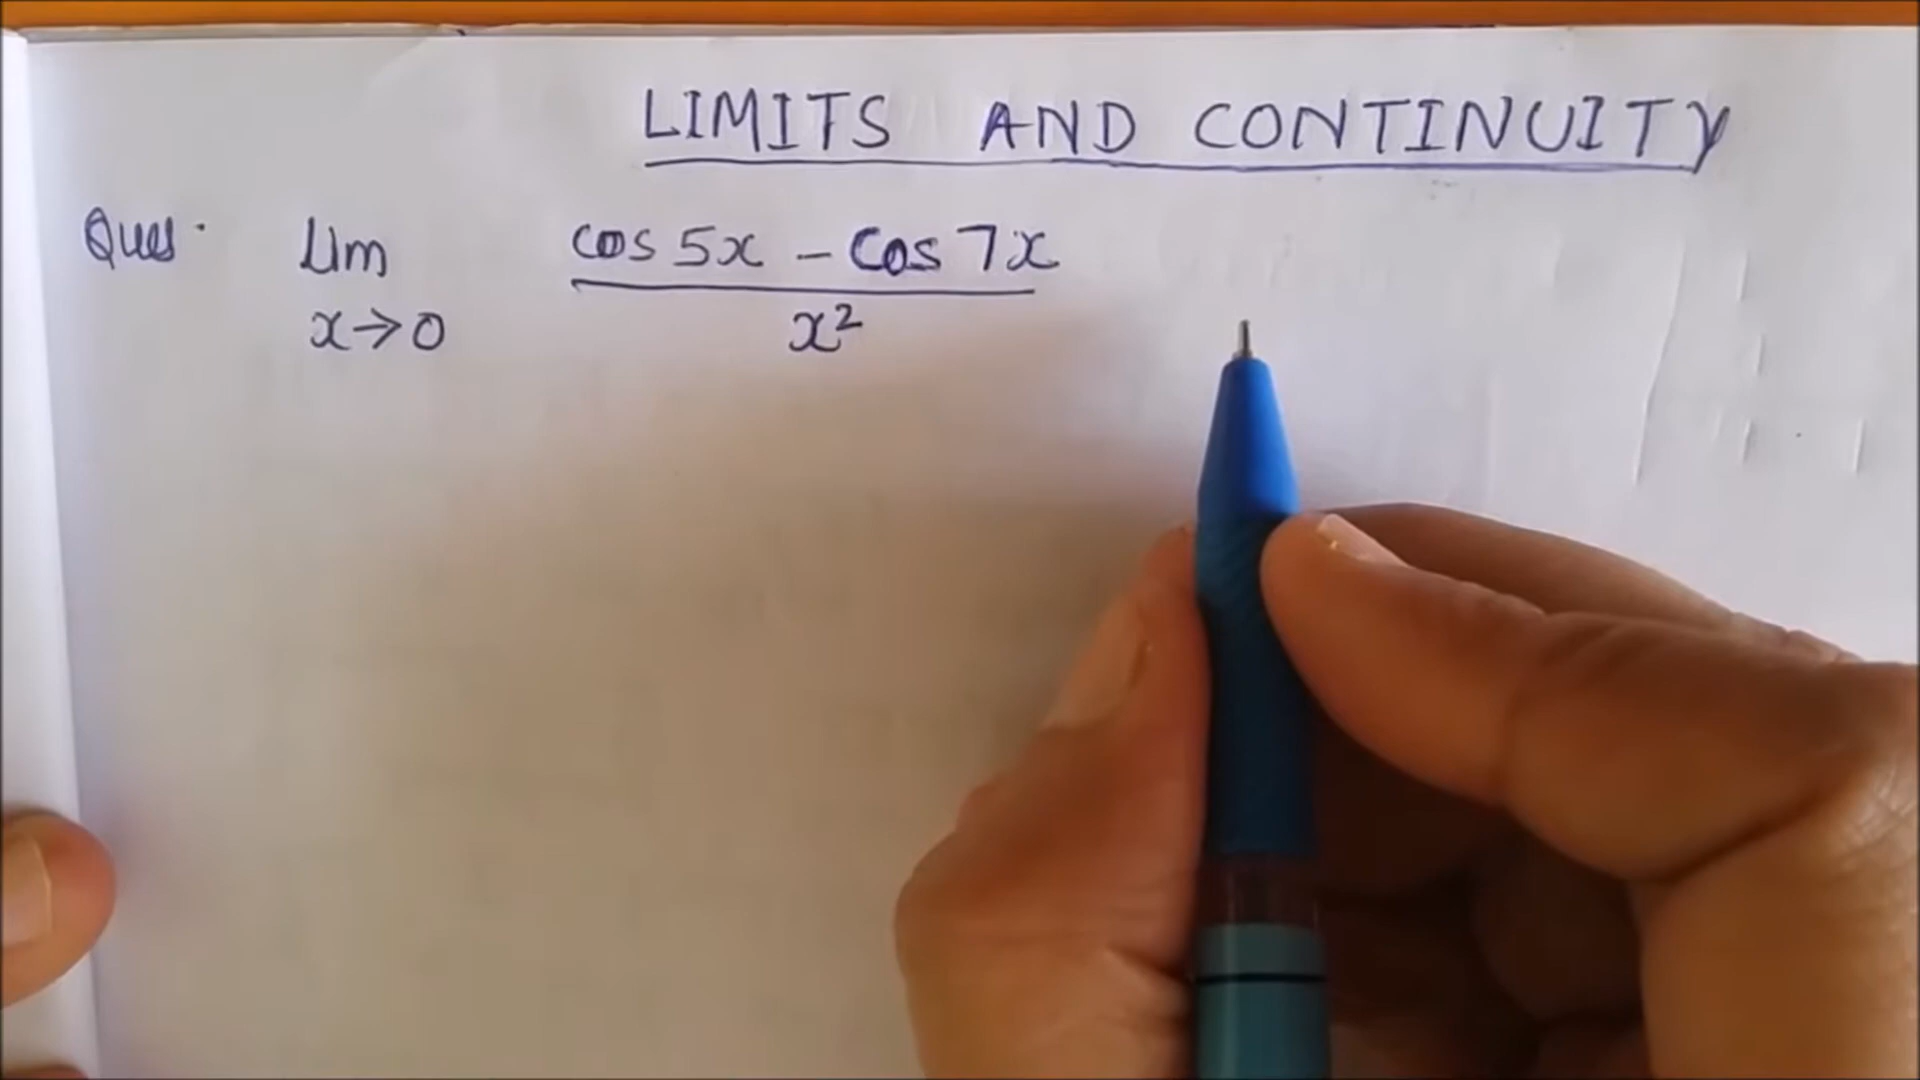 LIMITS AND CONTINUITY
Ques. Lim cos 5x - Cos 7x
x→0 x²